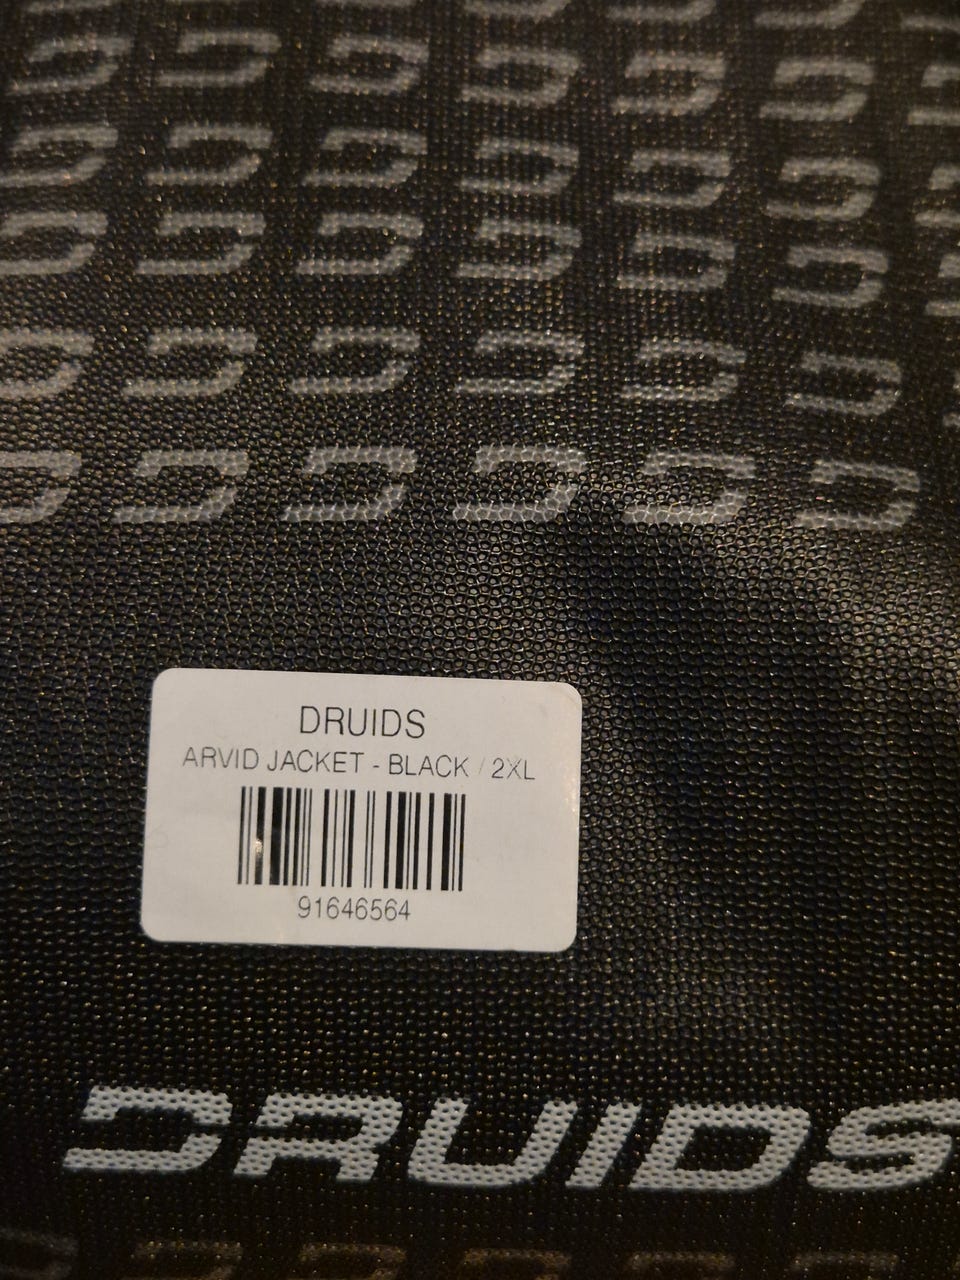 DRUIDS
ARVID JACKET - BLACK / 2XL
91646564
DRUIDS